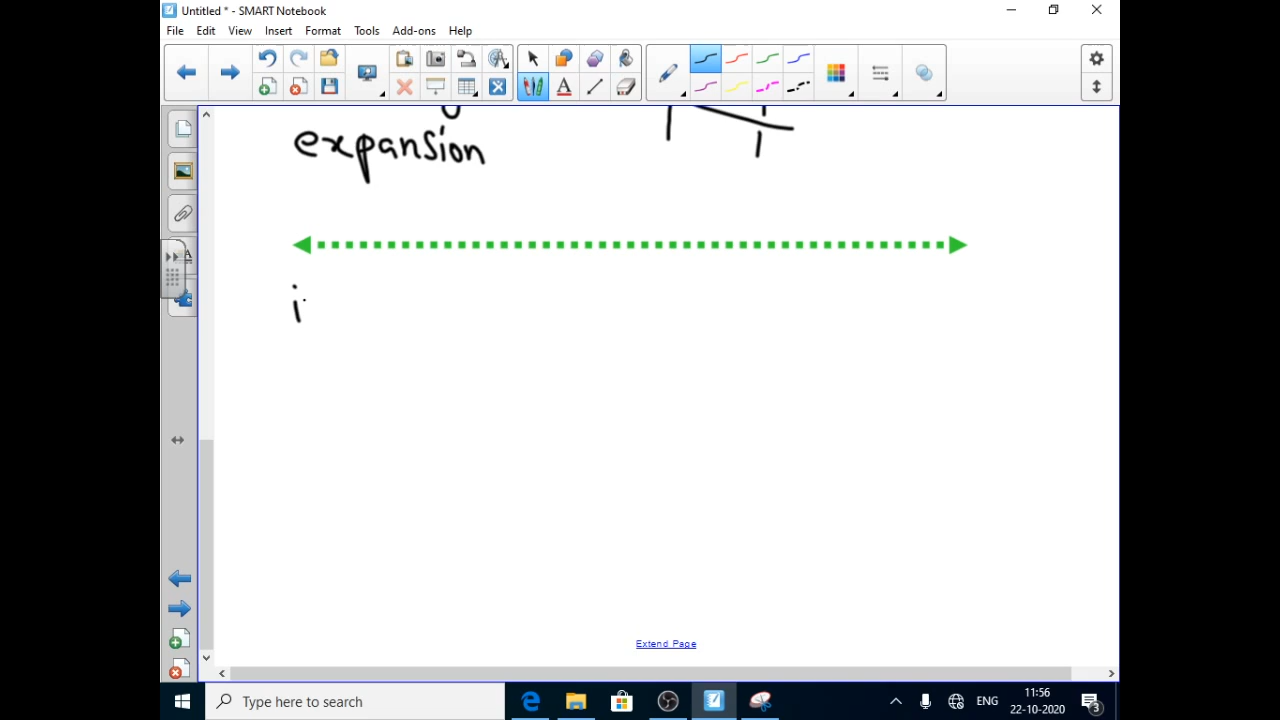 Untitled * - SMART Notebook
File Edit View Insert Format Tools Add-ons Help
expansion
i
Extend Page
Type here to search
ENG
11:56
22-10-2020
3